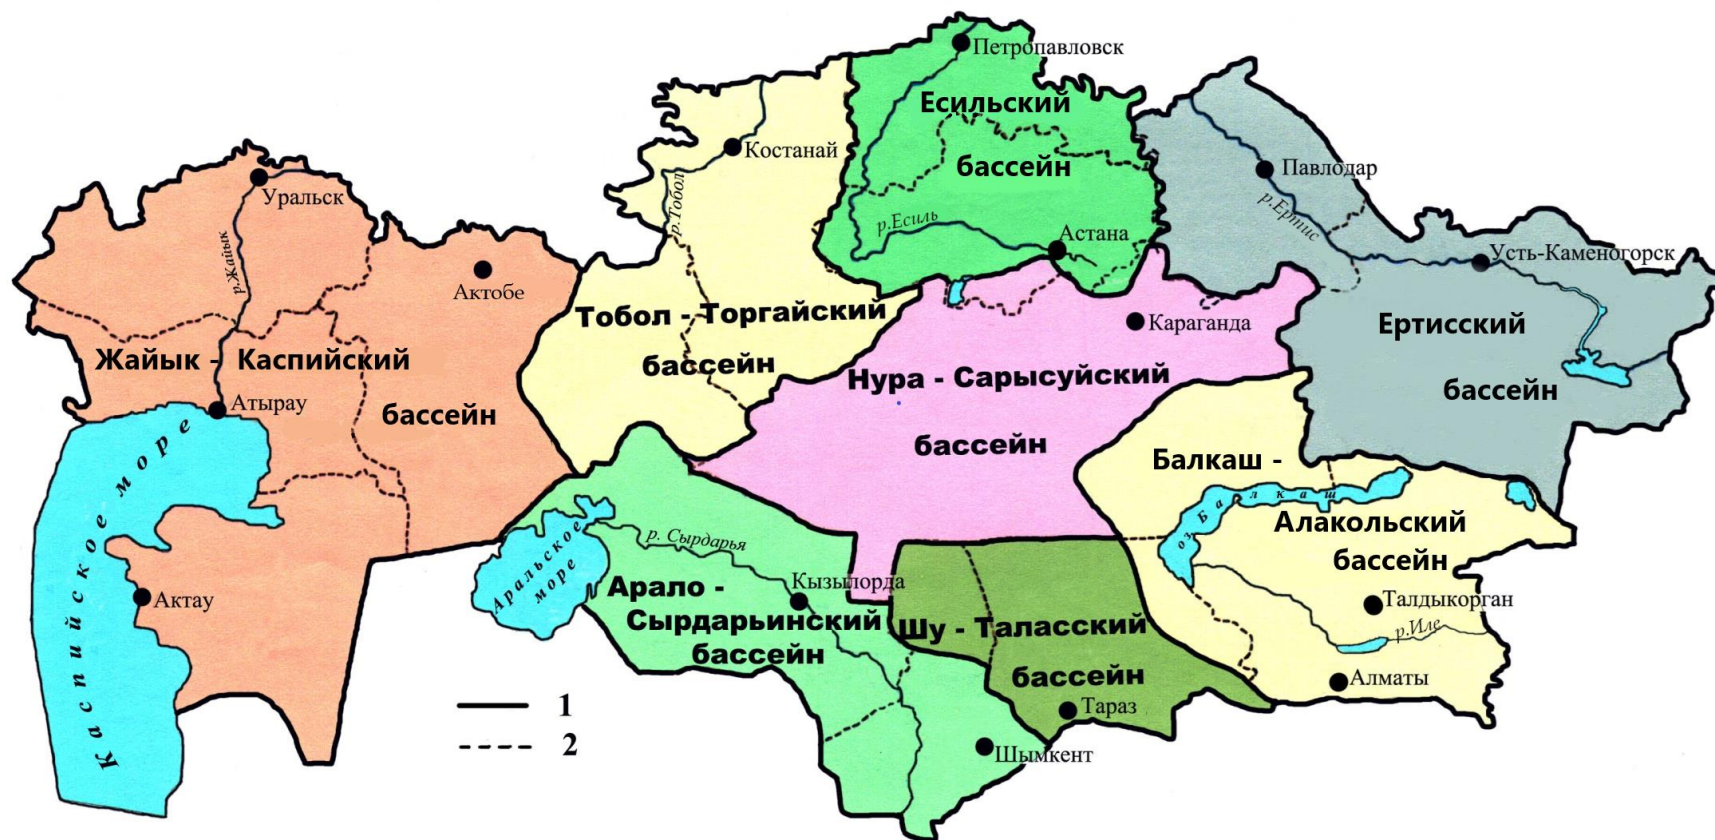 Петропавловск
Есильский
бассейн
Костанай
р.Тобол
Павлодар
р.Ертис
Уральск
р.Жайык
р.Есиль
Астана
Усть-Каменогорск
Актобе
Тобол - Торгайский
бассейн
Караганда
Ертисский
бассейн
Жайык - Каспийский
бассейн
Атырау
Нура - Сарысуйский
бассейн
Балкаш -
Алакольский
бассейн
оз. Балкаш
Каспийское море
Аральское
море
р. Сырдарья
Кызылорда
Арало -
Сырдарьинский
бассейн
Актау
Шу - Таласский
бассейн
Талдыкорган
р.Иле
Алматы
Тараз
Шымкент
1
2